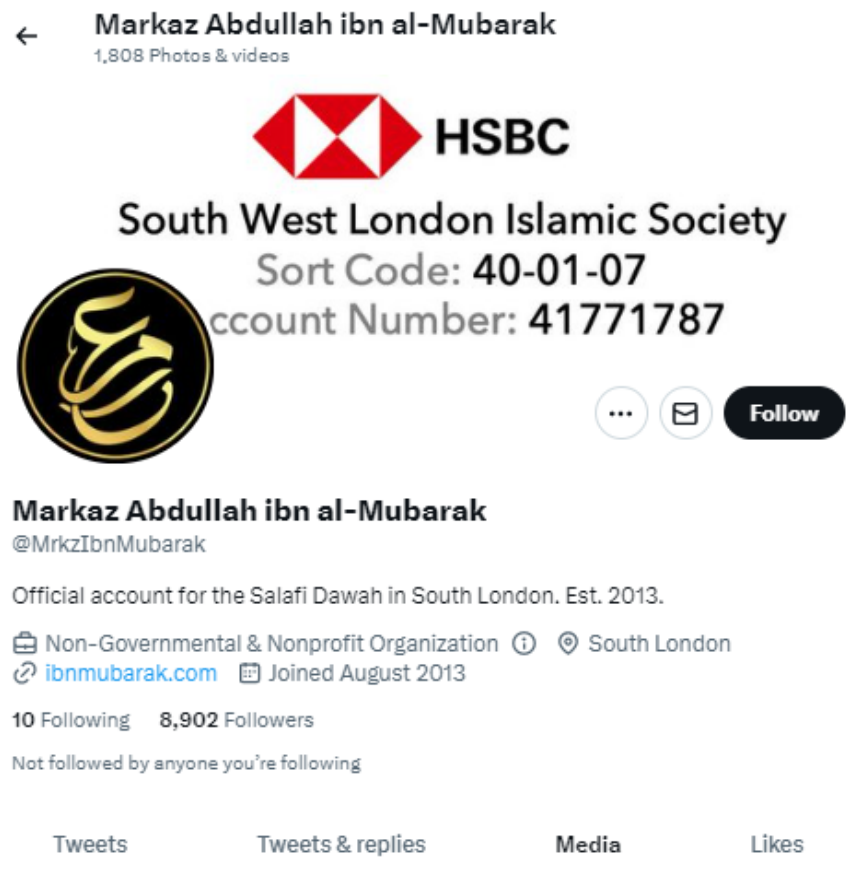 Markaz Abdullah ibn al-Mubarak
1,808 Photos & videos
HSBC
South West London Islamic Society
Sort Code: 40-01-07
ccount Number: 41771787
Follow
Markaz Abdullah ibn al-Mubarak
@MrkzIbnMubarak
Official account for the Salafi Dawah in South London. Est. 2013.
Non-Governmental & Nonprofit Organization South London
ibnmubarak.com Joined August 2013
10 Following 8,902 Followers
Not followed by anyone you're following
Tweets Tweets & replies Media Likes